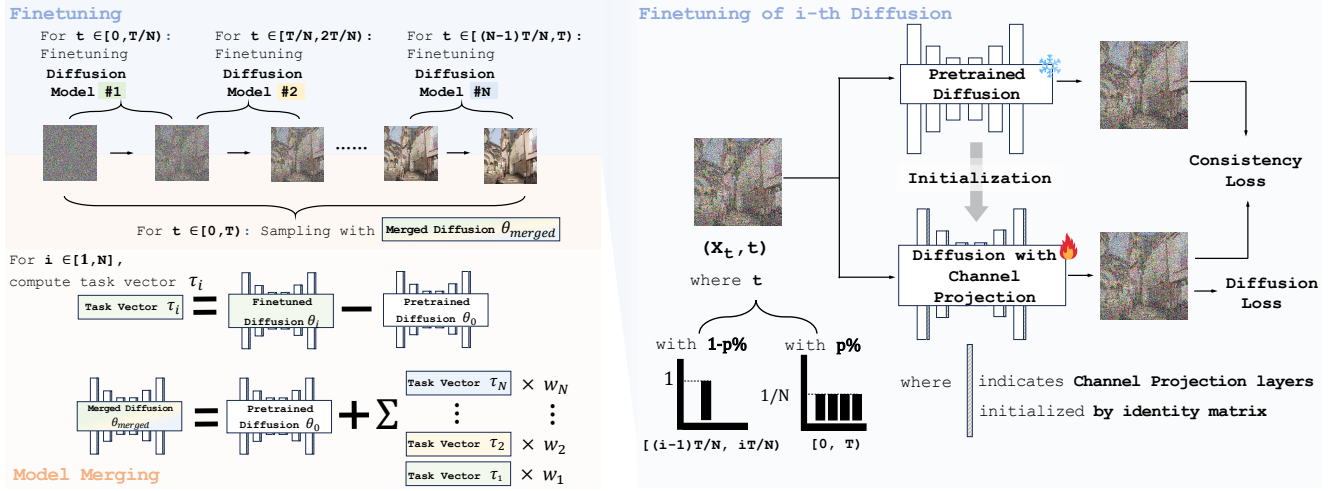 Finetuning
For t ∈[0,T/N):
Finetuning
Diffusion
Model #1
For t ∈[T/N,2T/N):
Finetuning
Diffusion
Model #2
For t ∈[(N-1)T/N,T):
Finetuning
Diffusion
Model #N
······
For t ∈[0,T): Sampling with Merged Diffusion θmerged
For i ∈[1,N],
compute task vector τi
Task Vector τi = Finetuned Diffusion θi − Pretrained Diffusion θ0
Merged Diffusion θmerged = Pretrained Diffusion θ0 + Σ
Task Vector τN × wN
⋮ ⋮
Task Vector τ2 × w2
Task Vector τ1 × w1
Model Merging
Finetuning of i-th Diffusion
Pretrained
Diffusion
Initialization
Diffusion with
Channel
Projection
Consistency
Loss
Diffusion
Loss
(Xt,t)
where t
with 1-p%
1
[(i-1)T/N, iT/N)
with p%
1/N
[0, T)
where indicates Channel Projection layers
initialized by identity matrix